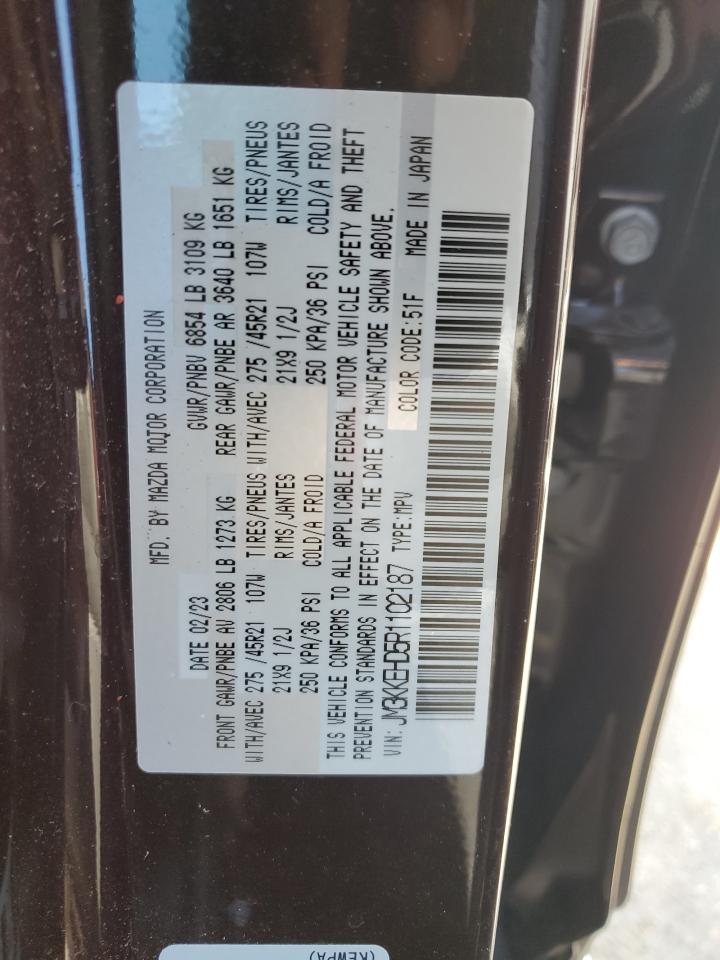 MFD. BY MAZDA MOTOR CORPORATION
DATE 02/23 GVWR/PNBV 6854 LB 3109 KG
FRONT GAWR/PNBE AV 2806 LB 1273 KG REAR GAWR/PNBE AR 3640 LB 1651 KG
WITH/AVEC 275 /45R21 107W TIRES/PNEUS WITH/AVEC 275 /45R21 107W TIRES/PNEUS
21X9 1/2J RIMS/JANTES 21X9 1/2J RIMS/JANTES
250 KPA/36 PSI COLD/A FROID 250 KPA/36 PSI COLD/A FROID
THIS VEHICLE CONFORMS TO ALL APPLICABLE FEDERAL MOTOR VEHICLE SAFETY AND THEFT
PREVENTION STANDARDS IN EFFECT ON THE DATE OF MANUFACTURE SHOWN ABOVE.
VIN: JM3KKEHD5R1102187 TYPE:MPV COLOR CODE:51F MADE IN JAPAN
(KEWPA)